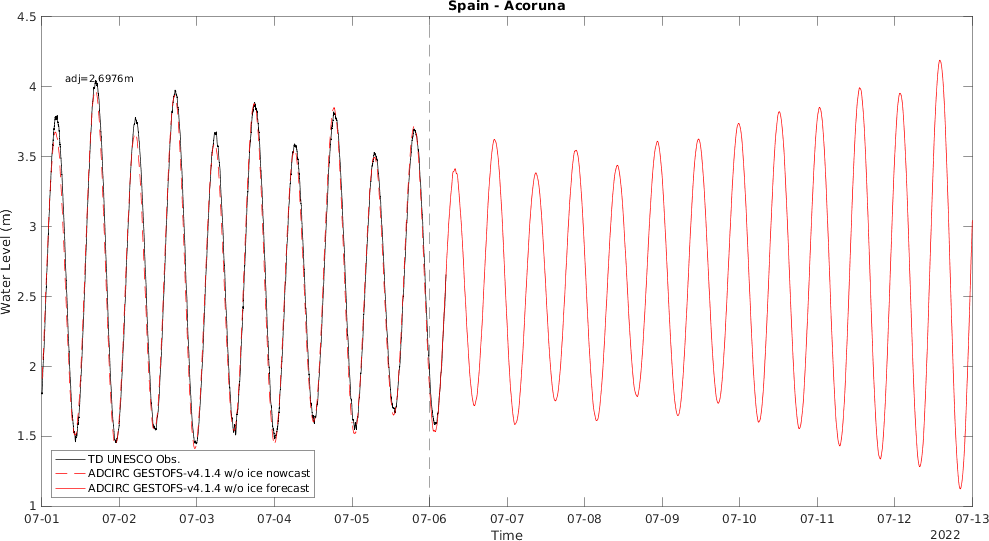 Spain - Acoruna
adj=2.6976m
4.5
4
3.5
3
2.5
2
1.5
1
Water Level (m)
TD UNESCO Obs.
ADCIRC GESTOFS-v4.1.4 w/o ice nowcast
ADCIRC GESTOFS-v4.1.4 w/o ice forecast
07-01 07-02 07-03 07-04 07-05 07-06 07-07 07-08 07-09 07-10 07-11 07-12 07-13
Time
2022